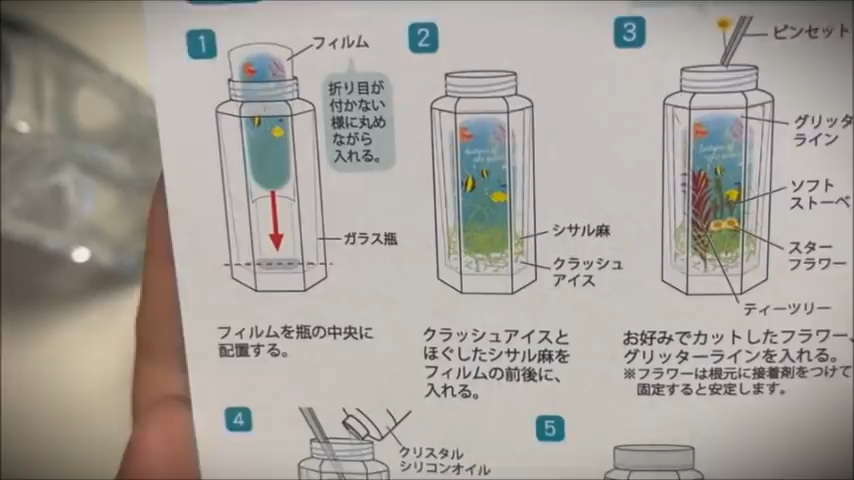 1
フィルム
折り目が
付かない
様に丸め
ながら
入れる。
ガラス瓶
フィルムを瓶の中央に
配置する。
2
シサル麻
クラッシュ
アイス
クラッシュアイスと
ほぐしたシサル麻を
フィルムの前後に、
入れる。
3
ピンセット
グリッタ
ライン
ソフト
ストーベ
スター
フラワー
ティーツリー
お好みでカットしたフラワー、
グリッターラインを入れる。
※フラワーは根元に接着剤をつけて
固定すると安定します。
4
クリスタル
シリコンオイル
5